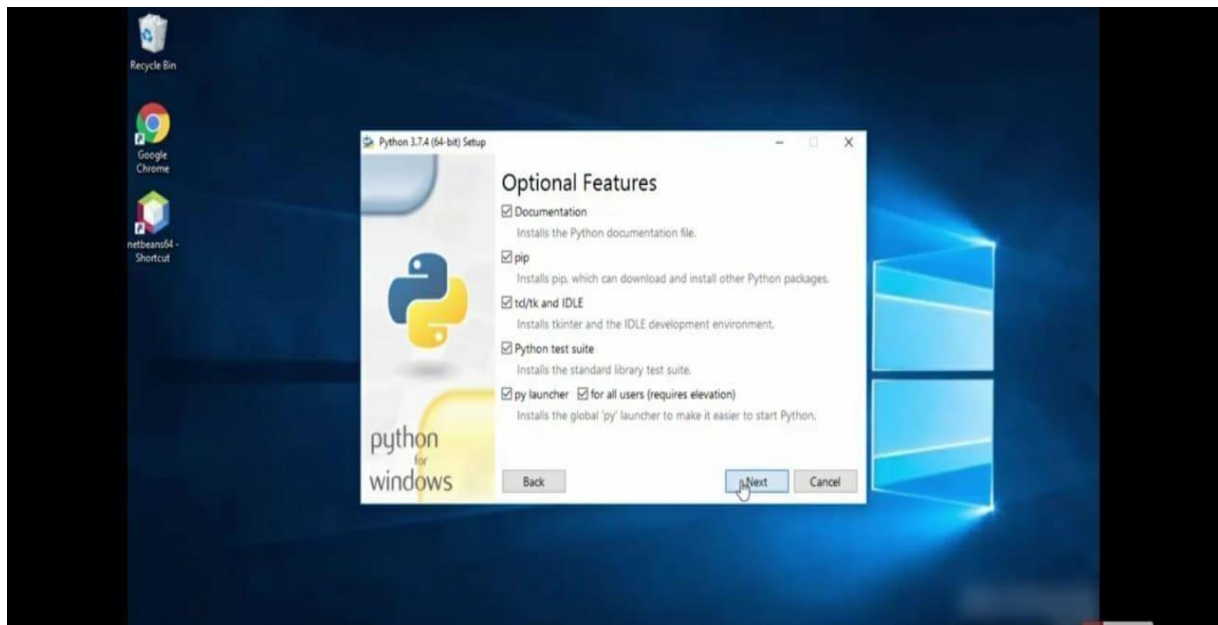 Recycle Bin
Google
Chrome
netbeans64 -
Shortcut
Python 3.7.4 (64-bit) Setup
Optional Features
Documentation
Installs the Python documentation file.
pip
Installs pip, which can download and install other Python packages.
tcl/tk and IDLE
Installs tkinter and the IDLE development environment.
Python test suite
Installs the standard library test suite.
py launcher for all users (requires elevation)
Installs the global 'py' launcher to make it easier to start Python.
python
for
windows
Back
Next
Cancel